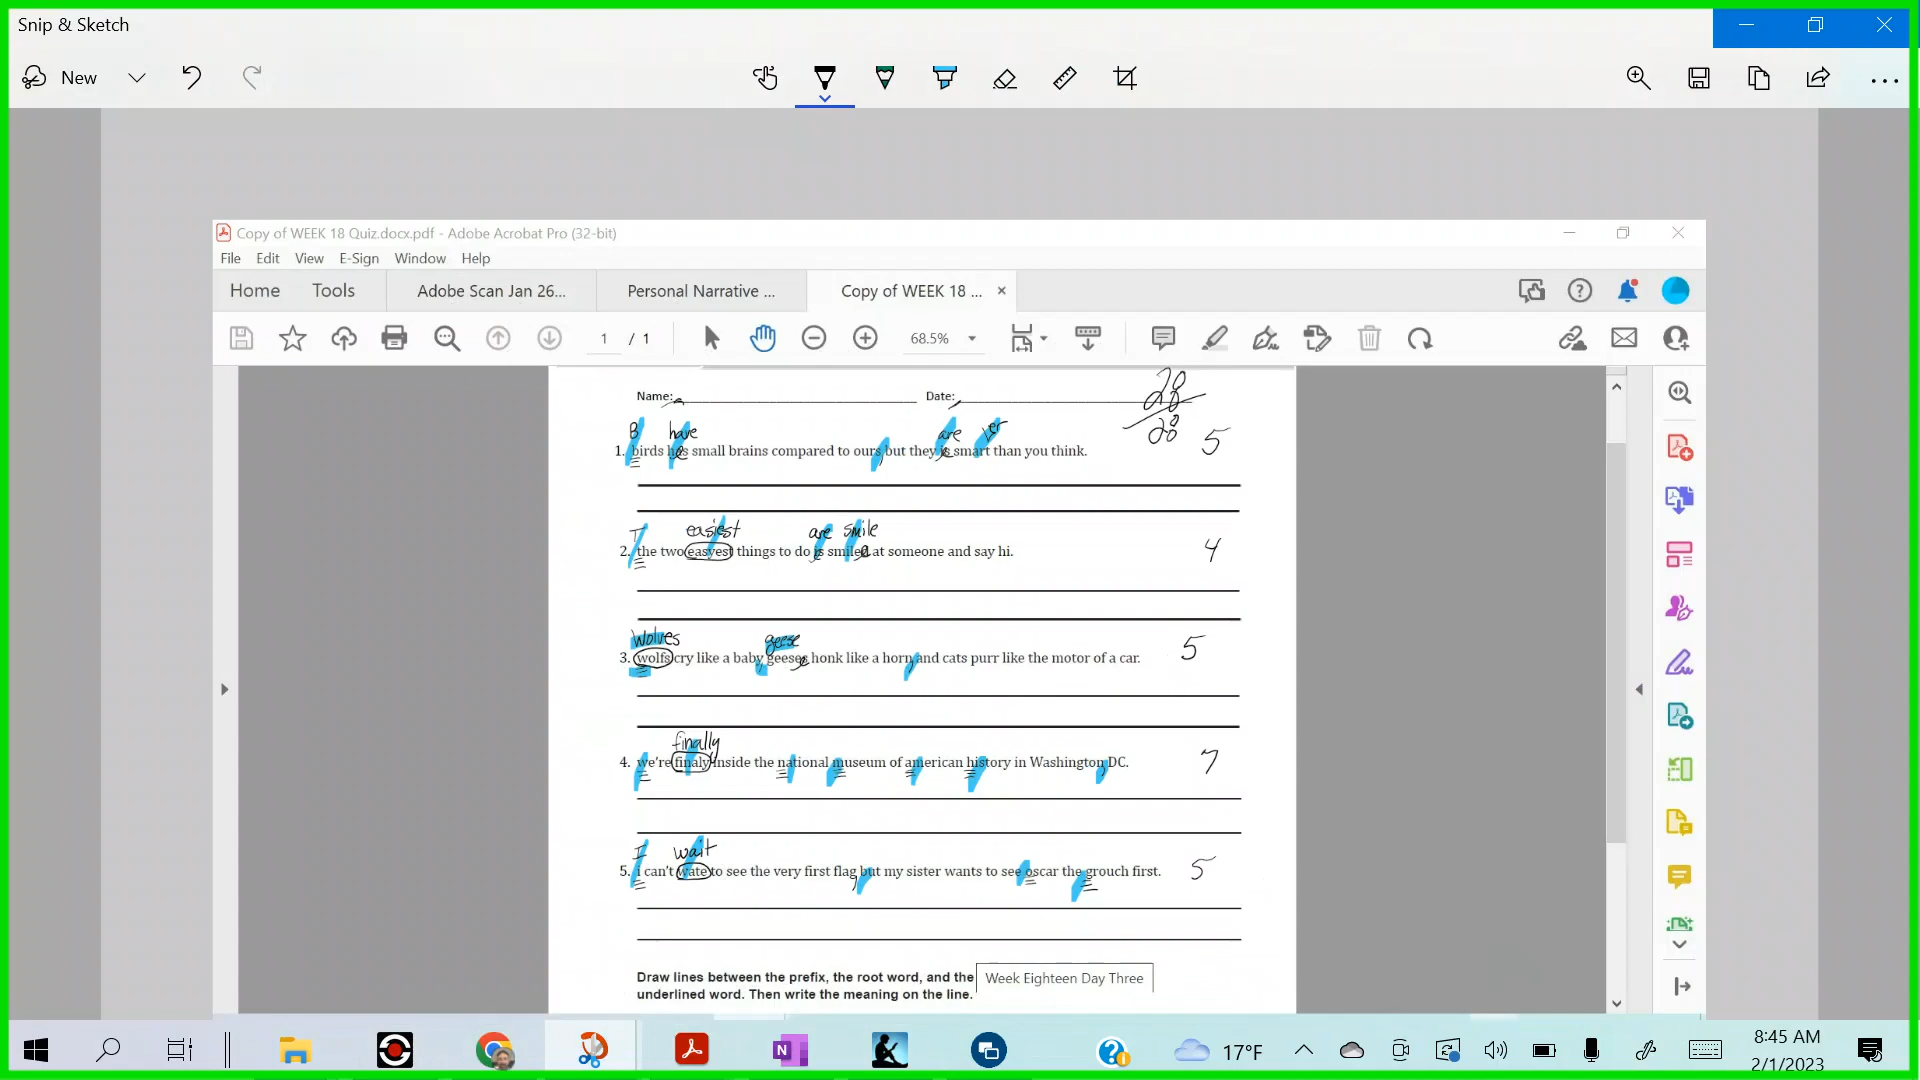 Snip & Sketch
New
Copy of WEEK 18 Quiz.docx.pdf - Adobe Acrobat Pro (32-bit)
File Edit View E-Sign Window Help
Home Tools Adobe Scan Jan 26... Personal Narrative ... Copy of WEEK 18 ...
1 / 1 68.5%
Name: Date:
28
28
B have are er
1. birds has small brains compared to ours, but they is smart than you think. 5
T easiest are smile
2. the two easyest things to do is smiled at someone and say hi. 4
wolves geese
3. wolfs cry like a baby, geeses honk like a horn, and cats purr like the motor of a car. 5
finally
4. we're finaly inside the national museum of american history in Washington, DC. 7
I wait
5. i can't wate to see the very first flag, but my sister wants to see oscar the grouch first. 5
Draw lines between the prefix, the root word, and the
underlined word. Then write the meaning on the line.
Week Eighteen Day Three
17°F
8:45 AM
2/1/2023